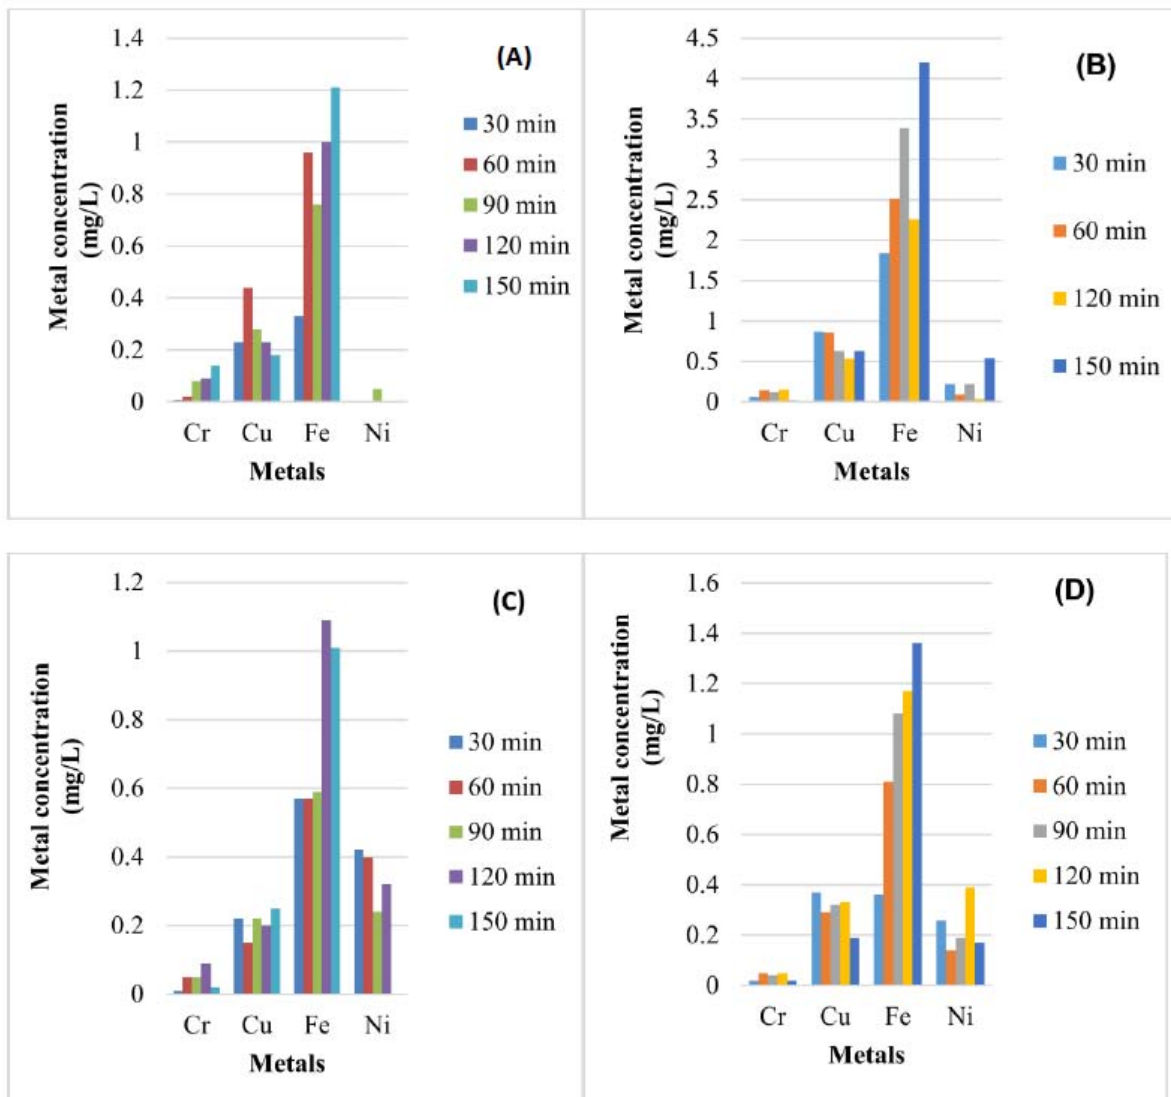 (A)
Metal concentration
(mg/L)
1.4
1.2
1
0.8
0.6
0.4
0.2
0
Cr Cu Fe Ni
Metals
30 min
60 min
90 min
120 min
150 min
(B)
Metal concentration
(mg/L)
4.5
4
3.5
3
2.5
2
1.5
1
0.5
0
Cr Cu Fe Ni
Metals
30 min
60 min
120 min
150 min
(C)
Metal concentration
(mg/L)
1.2
1
0.8
0.6
0.4
0.2
0
Cr Cu Fe Ni
Metals
30 min
60 min
90 min
120 min
150 min
(D)
Metal concentration
(mg/L)
1.6
1.4
1.2
1
0.8
0.6
0.4
0.2
0
Cr Cu Fe Ni
Metals
30 min
60 min
90 min
120 min
150 min